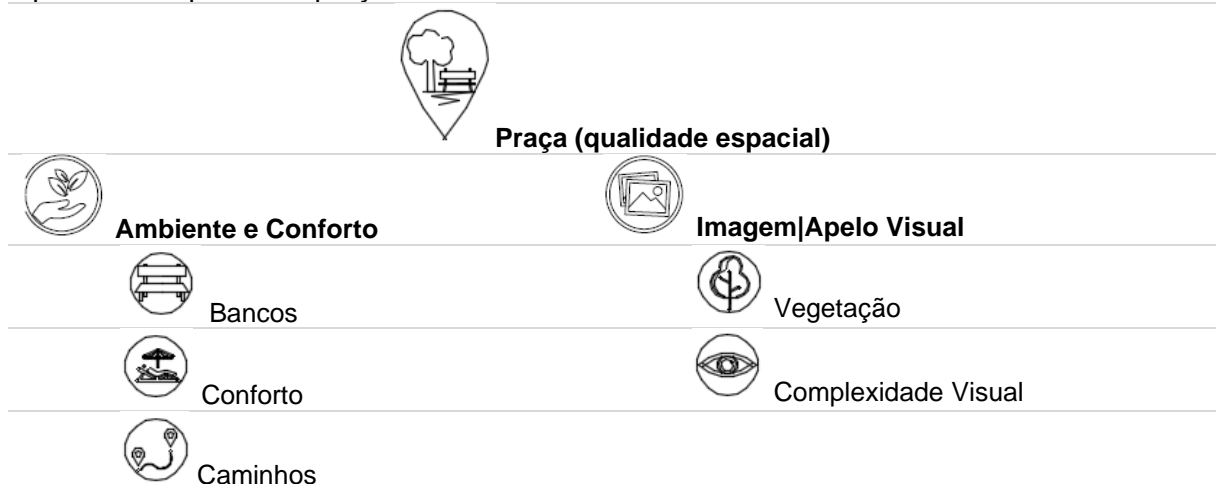 Praça (qualidade espacial)
Ambiente e Conforto Imagem|Apelo Visual
Bancos Vegetação
Conforto Complexidade Visual
Caminhos